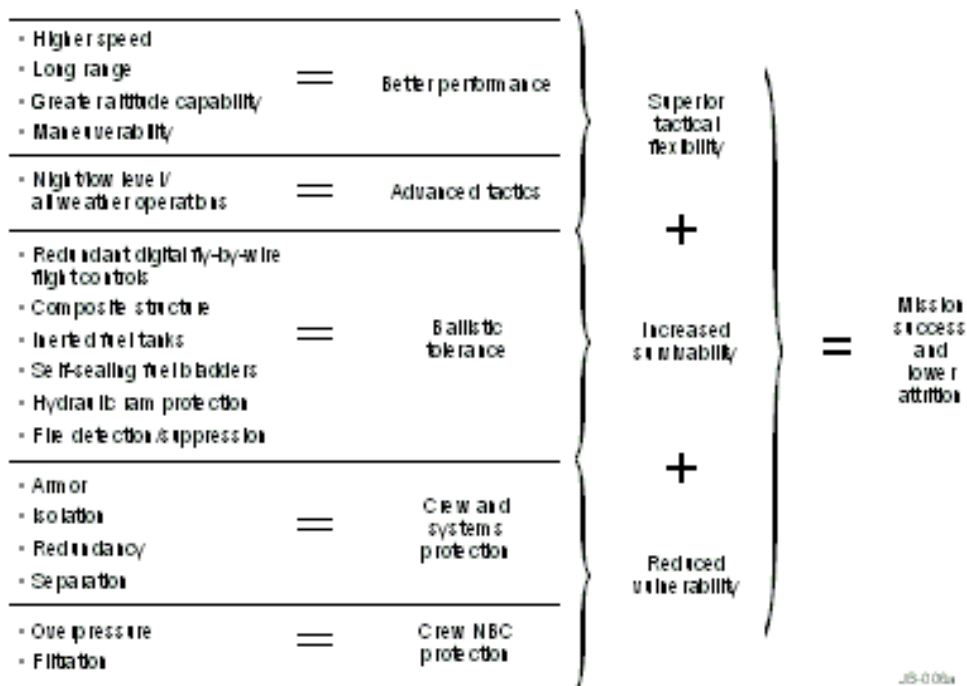 • Higher speed
• Long range
• Greater altitude capability
• Maneuverability
=
Better performance
• Night/low level/
all weather operations
=
Advanced tactics
• Redundant digital fly-by-wire
flight controls
• Composite structure
• Inerted fuel tanks
• Self-sealing fuel bladders
• Hydraulic ram protection
• Fire detection/suppression
=
Ballistic
tolerance
• Armor
• Isolation
• Redundancy
• Separation
=
Crew and
systems
protection
• Overpressure
• Filtration
=
Crew NBC
protection
Superior
tactical
flexibility
+
Increased
survivability
+
Reduced
vulnerability
=
Mission
success
and
lower
attrition